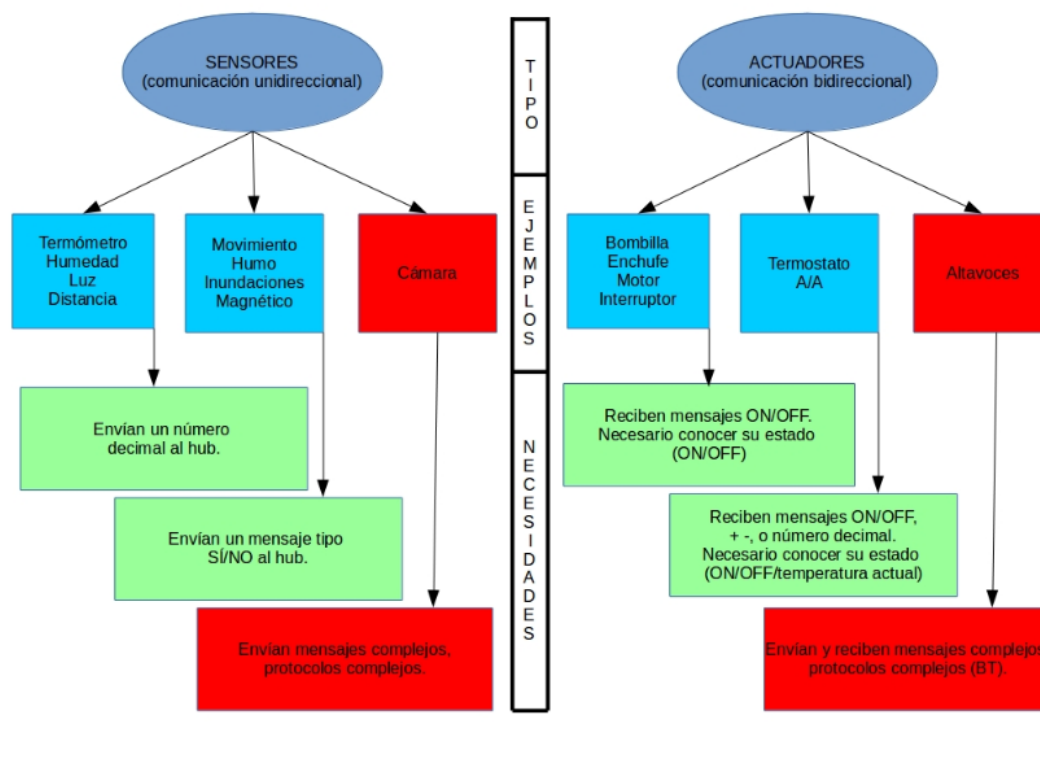 SENSORES
(comunicación unidireccional)
TIPO
ACTUADORES
(comunicación bidireccional)
Termómetro
Humedad
Luz
Distancia
Movimiento
Humo
Inundaciones
Magnético
Cámara
EJEMPLOS
Bombilla
Enchufe
Motor
Interruptor
Termostato
A/A
Altavoces
Envían un número
decimal al hub.
Envían un mensaje tipo
SÍ/NO al hub.
Envían mensajes complejos,
protocolos complejos.
NECESIDADES
Reciben mensajes ON/OFF.
Necesario conocer su estado
(ON/OFF)
Reciben mensajes ON/OFF,
+ -, o número decimal.
Necesario conocer su estado
(ON/OFF/temperatura actual)
Envían y reciben mensajes complejos
protocolos complejos (BT).